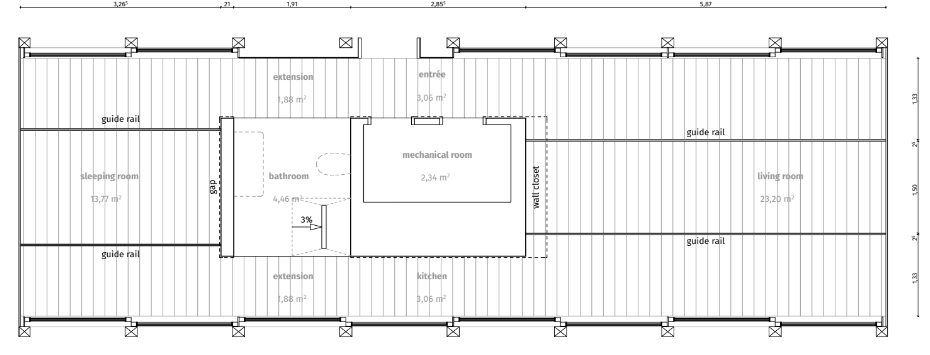 3,26⁵ 21 1,91 2,85⁵ 5,87
extension
1,88 m²
entrée
3,06 m²
guide rail
guide rail
mechanical room
2,34 m²
sleeping room
13,77 m²
gap
bathroom
4,46 m²
wall closet
living room
23,20 m²
3%
guide rail
guide rail
extension
1,88 m²
kitchen
3,06 m²
1,33
2⁵
1,50
2⁵
1,33